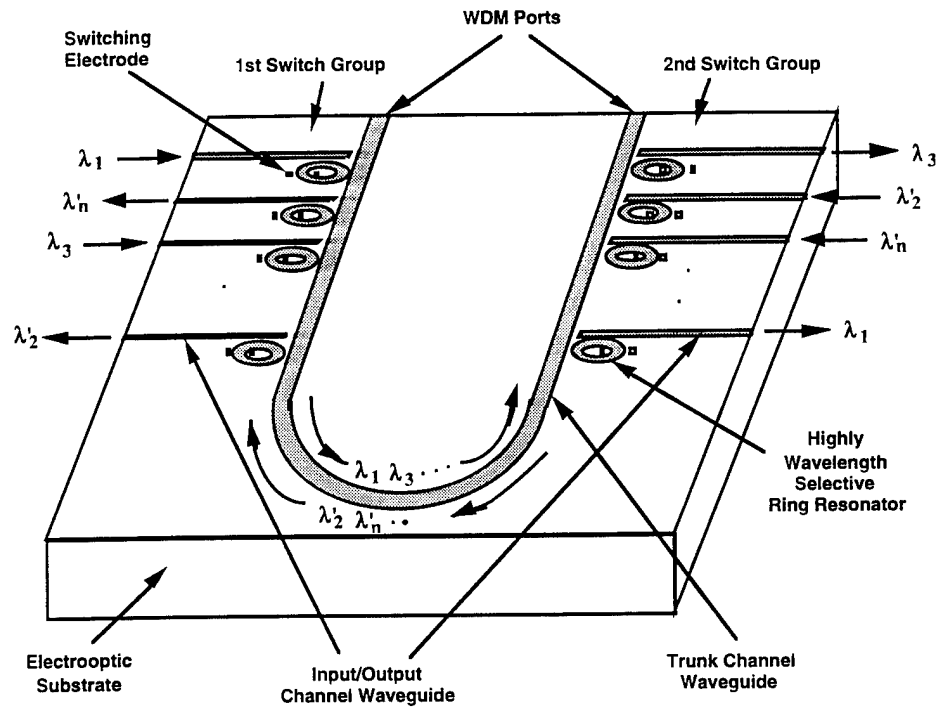 WDM Ports
Switching
Electrode
1st Switch Group
2nd Switch Group
λ1
λ3
λ'n
λ'2
λ3
λ'n
λ'2
λ1
λ1 λ3 · · ·
λ'2 λ'n · ·
Highly
Wavelength
Selective
Ring Resonator
Electrooptic
Substrate
Input/Output
Channel Waveguide
Trunk Channel
Waveguide